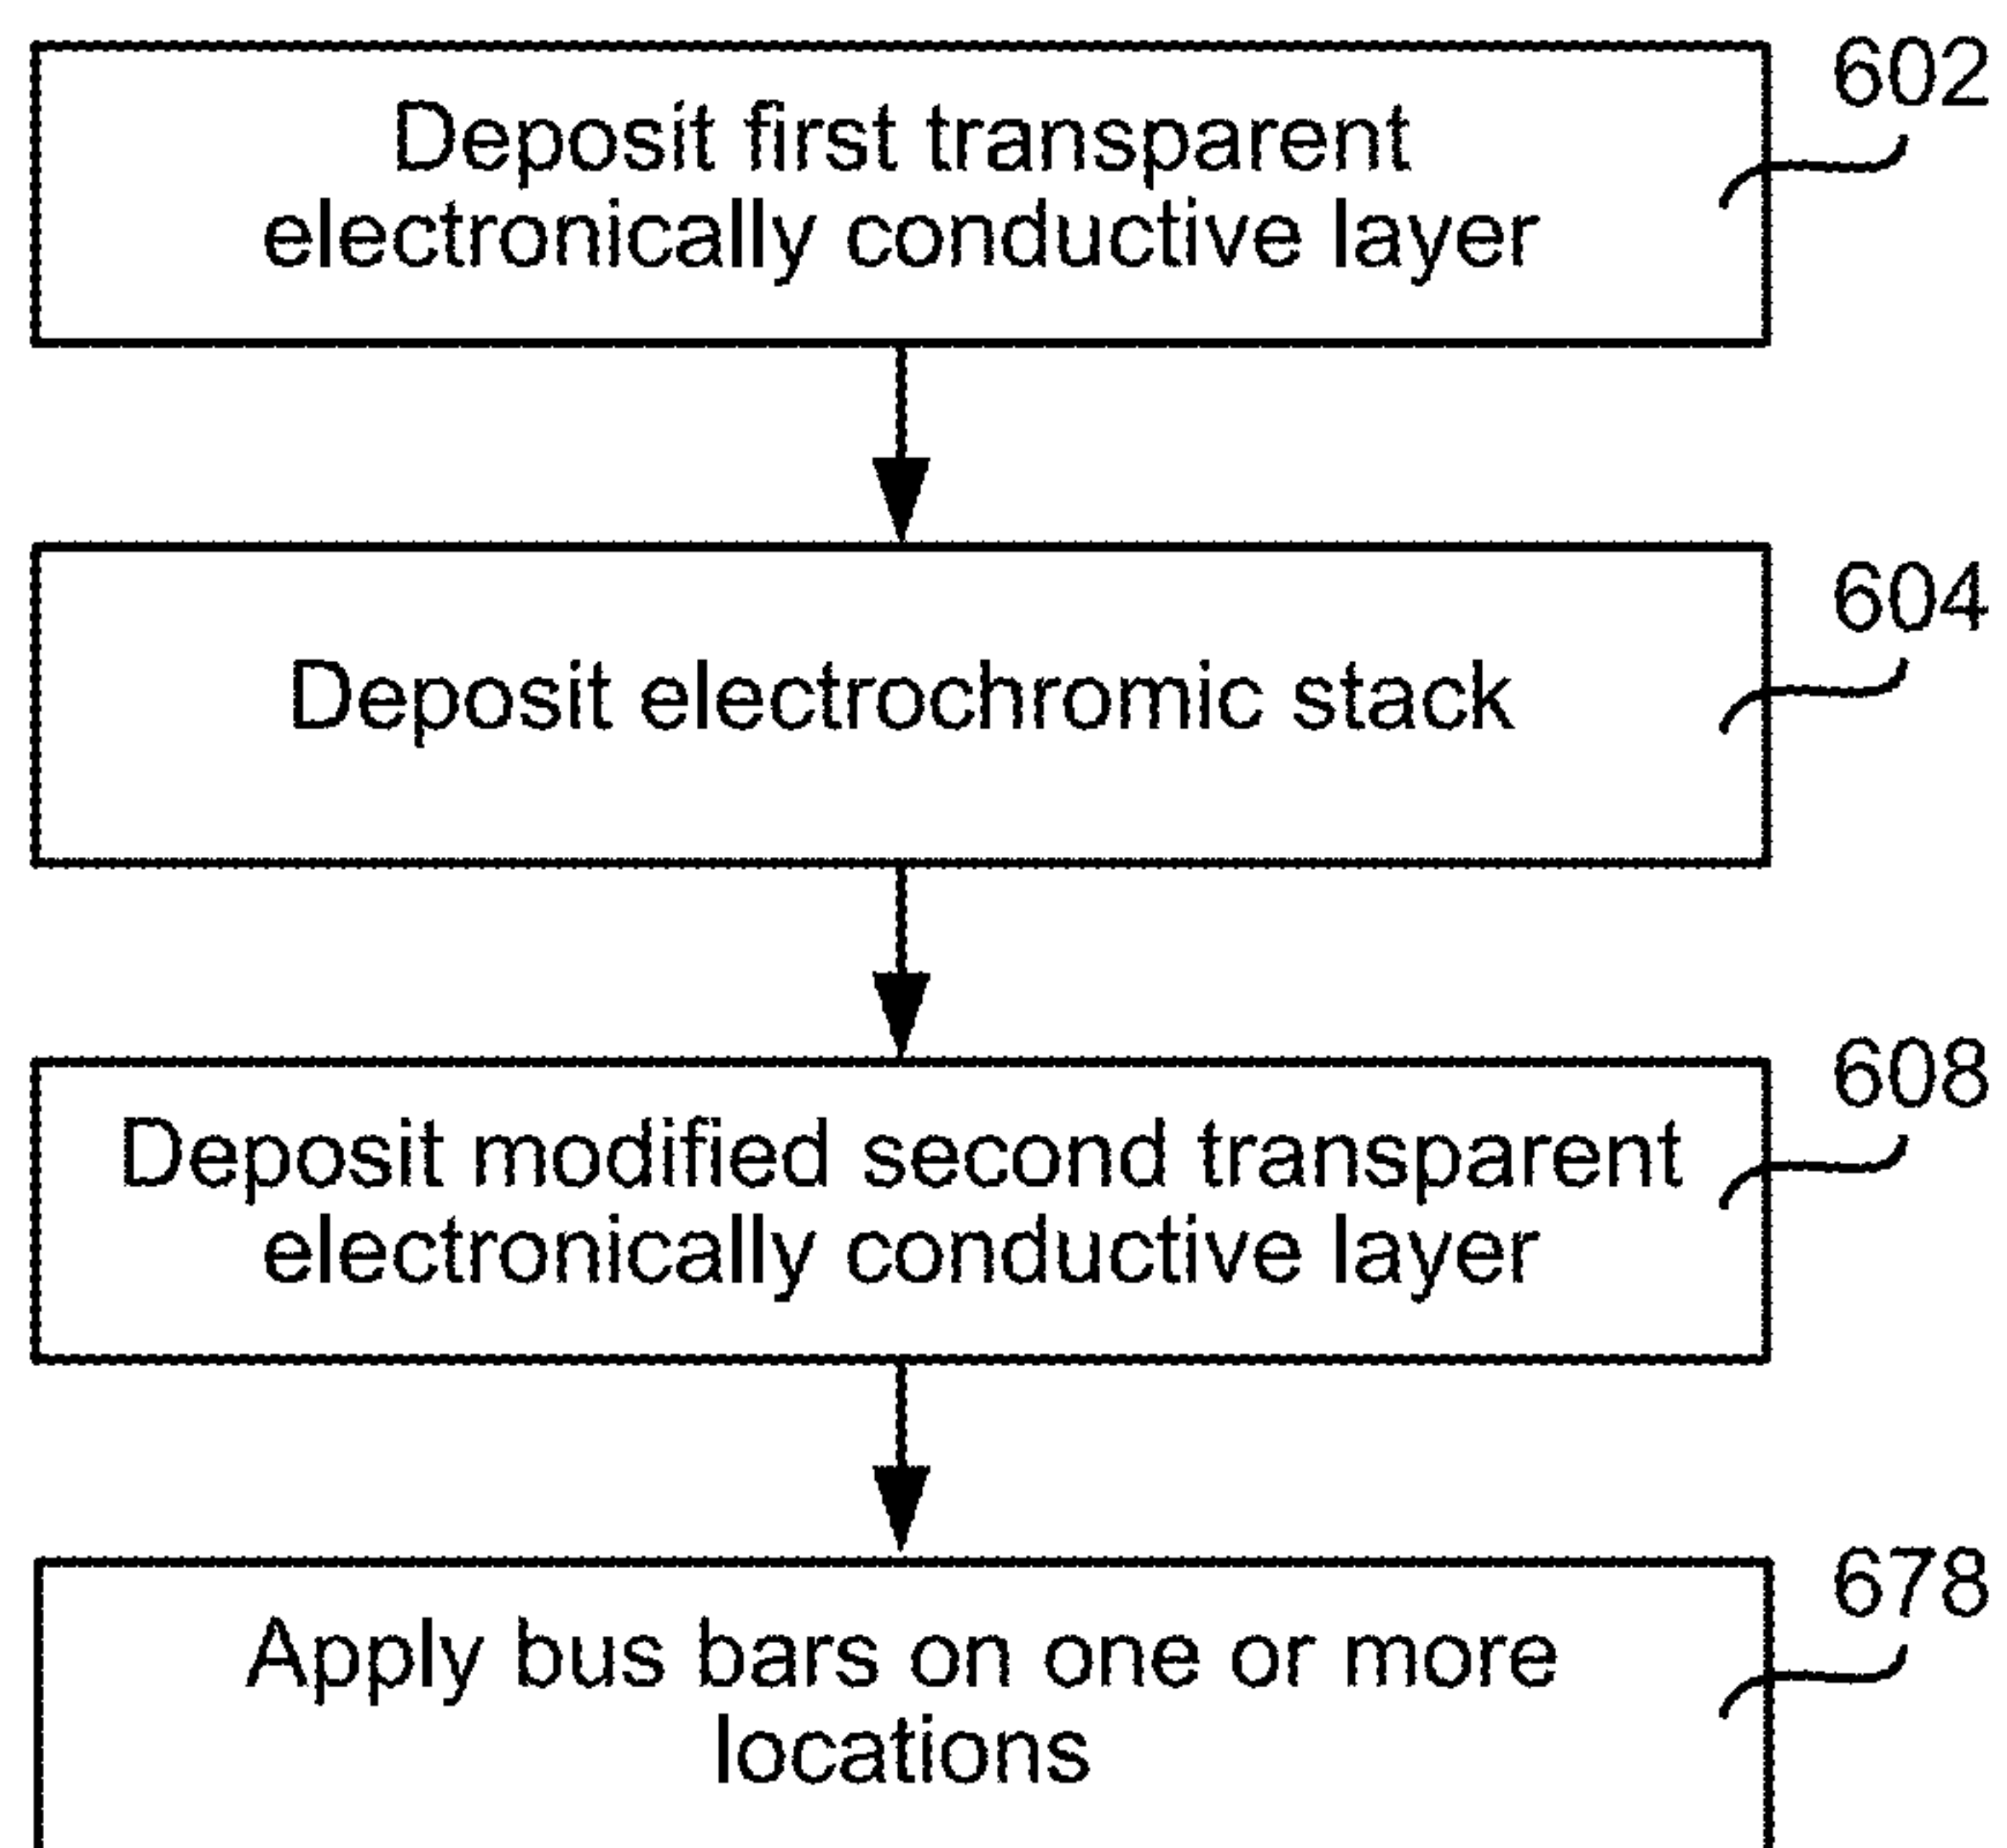 602
Deposit first transparent
electronically conductive layer
604
Deposit electrochromic stack
608
Deposit modified second transparent
electronically conductive layer
678
Apply bus bars on one or more
locations